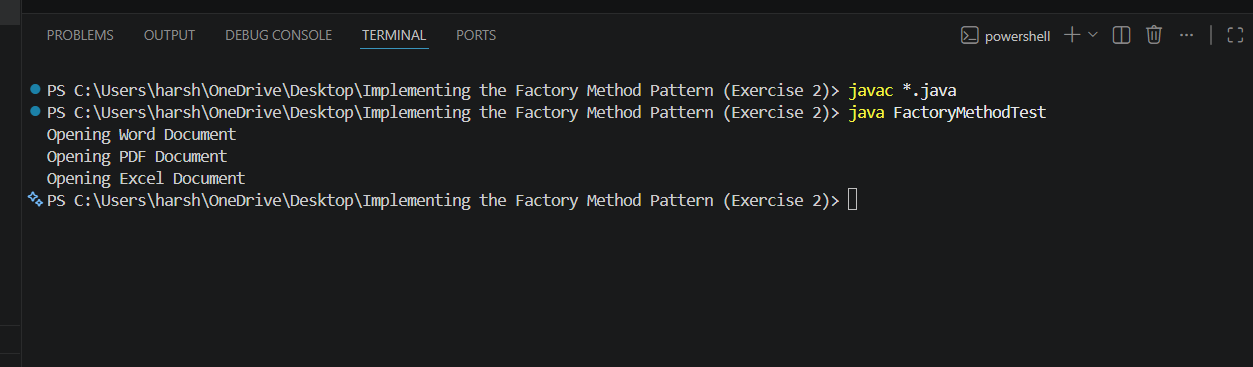 PROBLEMS OUTPUT DEBUG CONSOLE TERMINAL PORTS powershell
PS C:\Users\harsh\OneDrive\Desktop\Implementing the Factory Method Pattern (Exercise 2)> javac *.java
PS C:\Users\harsh\OneDrive\Desktop\Implementing the Factory Method Pattern (Exercise 2)> java FactoryMethodTest
Opening Word Document
Opening PDF Document
Opening Excel Document
PS C:\Users\harsh\OneDrive\Desktop\Implementing the Factory Method Pattern (Exercise 2)>